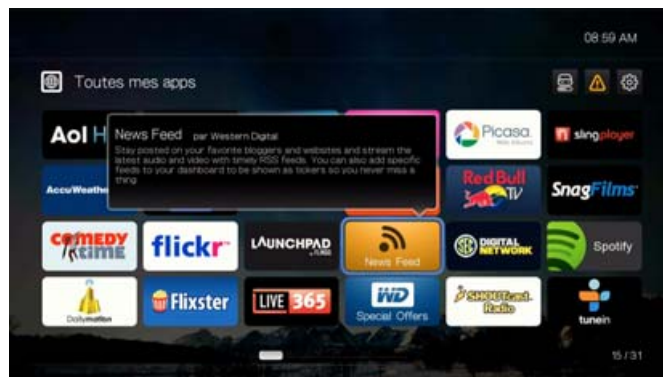 08:59 AM
Toutes mes apps
Aol H
News Feed par Western Digital
Stay posted on your favorite bloggers and websites and stream the
latest audio and video with timely RSS feeds. You can also add specific
feeds to your dashboard to be shown as tickers so you never miss a
thing
Picasa
Web Albums
slingplayer
AccuWeathe
Red Bull
TV
SnagFilms
COMEDY
TIME
flickr
LAUNCHPAD
News Feed
DIGITAL
NETWORK
Spotify
Dailymotion
Flixster
LIVE 365
WD
Special Offers
SHOUTcast
Radio
tunein
15 / 31